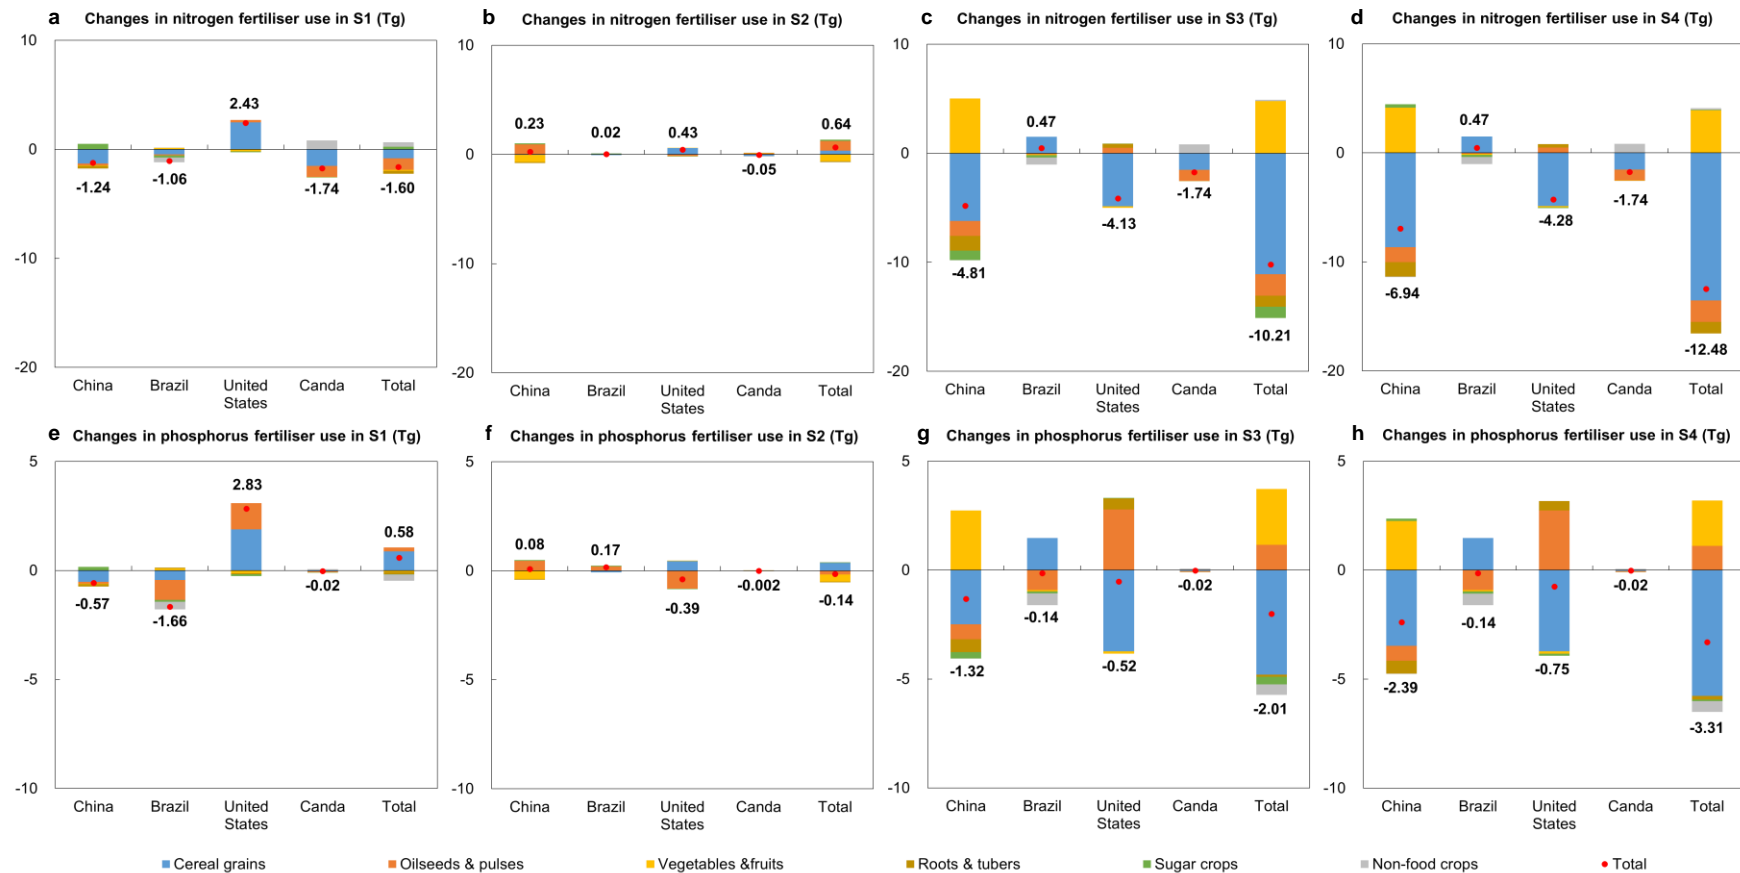 a Changes in nitrogen fertiliser use in S1 (Tg)
10
0
-10
-20
-1.24
-1.06
2.43
-1.74
-1.60
China Brazil United Canda Total
States
b Changes in nitrogen fertiliser use in S2 (Tg)
10
0
-10
-20
0.23
0.02
0.43
-0.05
0.64
China Brazil United Canda Total
States
c Changes in nitrogen fertiliser use in S3 (Tg)
10
0
-10
-20
-4.81
0.47
-4.13
-1.74
-10.21
China Brazil United Canda Total
States
d Changes in nitrogen fertiliser use in S4 (Tg)
10
0
-10
-20
-6.94
0.47
-4.28
-1.74
-12.48
China Brazil United Canda Total
States
e Changes in phosphorus fertiliser use in S1 (Tg)
5
0
-5
-10
-0.57
-1.66
2.83
-0.02
0.58
China Brazil United Canda Total
States
f Changes in phosphorus fertiliser use in S2 (Tg)
5
0
-5
-10
0.08
0.17
-0.39
-0.002
-0.14
China Brazil United Canda Total
States
g Changes in phosphorus fertiliser use in S3 (Tg)
5
0
-5
-10
-1.32
-0.14
-0.52
-0.02
-2.01
China Brazil United Canda Total
States
h Changes in phosphorus fertiliser use in S4 (Tg)
5
0
-5
-10
-2.39
-0.14
-0.75
-0.02
-3.31
China Brazil United Canda Total
States
Cereal grains Oilseeds & pulses Vegetables &fruits Roots & tubers Sugar crops Non-food crops Total